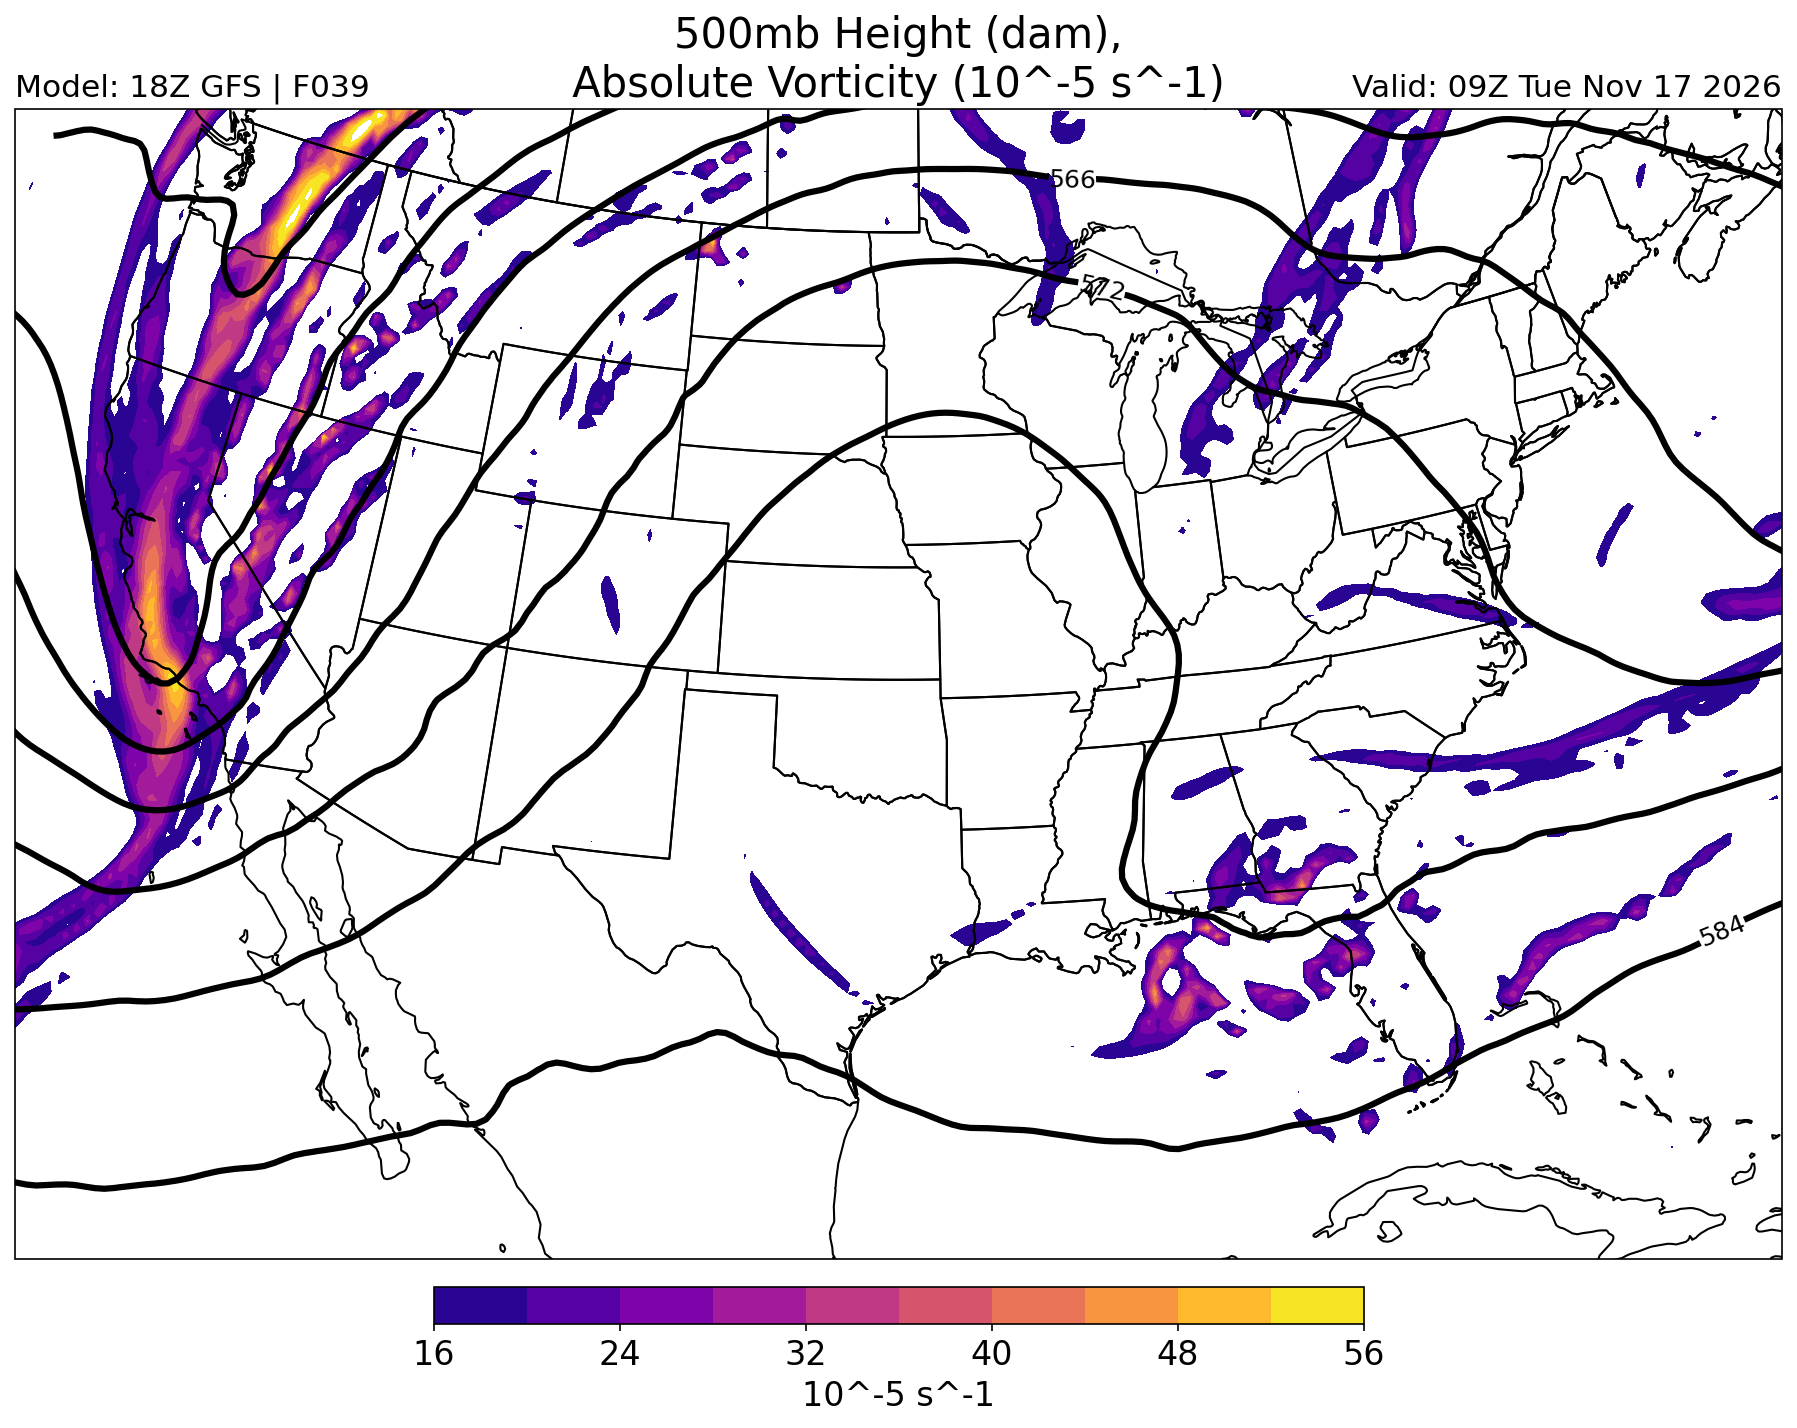 500mb Height (dam),
Model: 18Z GFS | F039
Absolute Vorticity (10^-5 s^-1)
Valid: 09Z Tue Nov 17 2026
566
572
584
16 24 32 40 48 56
10^-5 s^-1